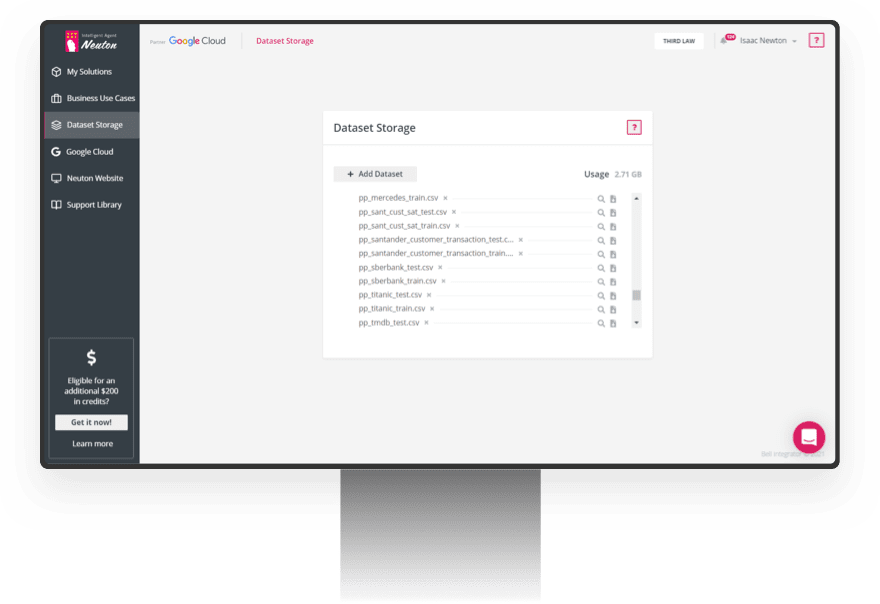 Intelligent Agent
Neuton
My Solutions
Business Use Cases
Dataset Storage
Google Cloud
Neuton Website
Support Library
$
Eligible for an
additional $200
in credits?
Get it now!
Learn more
Partner Google Cloud
Dataset Storage
THIRD LAW
Isaac Newton
?
Dataset Storage
?
+ Add Dataset
Usage 2.71 GB
pp_mercedes_train.csv ×
pp_sant_cust_sat_test.csv ×
pp_sant_cust_sat_train.csv ×
pp_santander_customer_transaction_test.c... ×
pp_santander_customer_transaction_train.... ×
pp_sberbank_test.csv ×
pp_sberbank_train.csv ×
pp_titanic_test.csv ×
pp_titanic_train.csv ×
pp_tmdb_test.csv ×
Bell Integrator ©